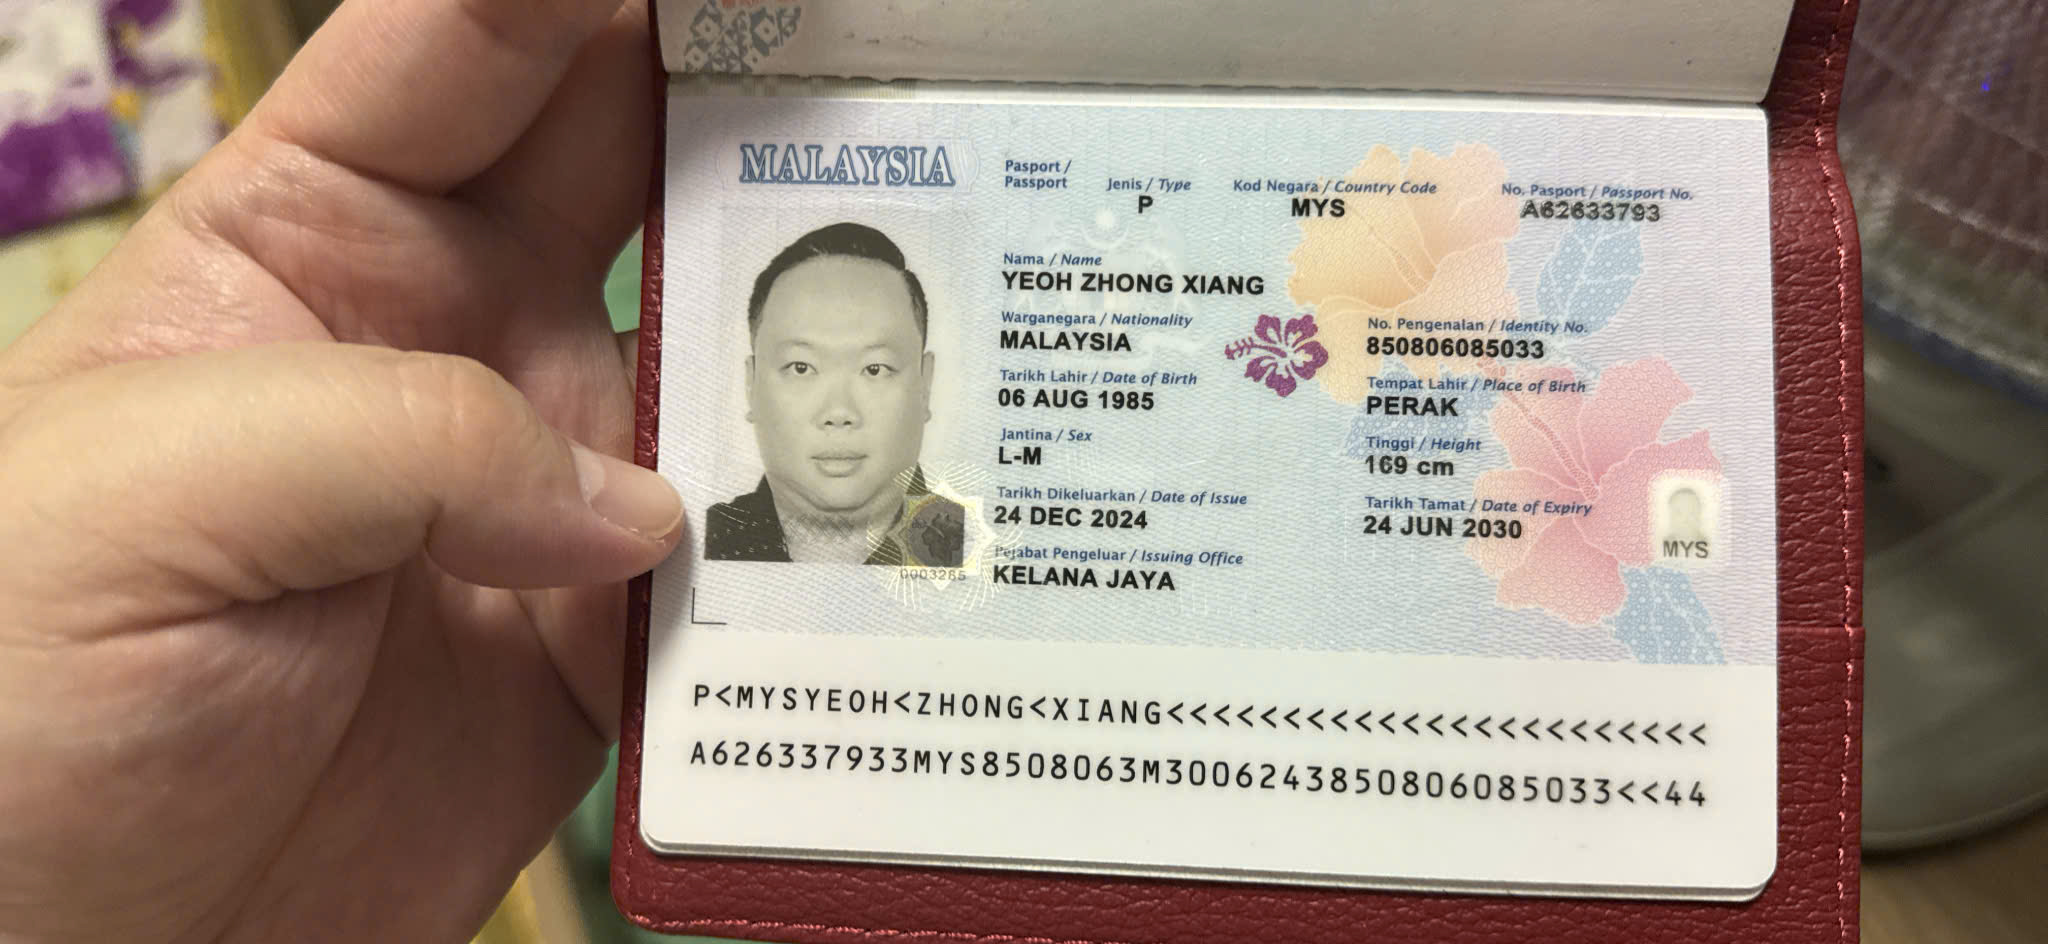 MALAYSIA
Pasport / Passport
Jenis / Type
P
Kod Negara / Country Code
MYS
No. Pasport / Passport No.
A62633793
Nama / Name
YEOH ZHONG XIANG
Warganegara / Nationality
MALAYSIA
No. Pengenalan / Identity No.
850806085033
Tarikh Lahir / Date of Birth
06 AUG 1985
Tempat Lahir / Place of Birth
PERAK
Jantina / Sex
L-M
Tinggi / Height
169 cm
Tarikh Dikeluarkan / Date of Issue
24 DEC 2024
Tarikh Tamat / Date of Expiry
24 JUN 2030
MYS
Pejabat Pengeluar / Issuing Office
KELANA JAYA
0003285
P<MYSYEOH<ZHONG<XIANG<<<<<<<<<<<<<<<<<<<<<<<
A626337933MYS8508063M3006243850806085033<<44